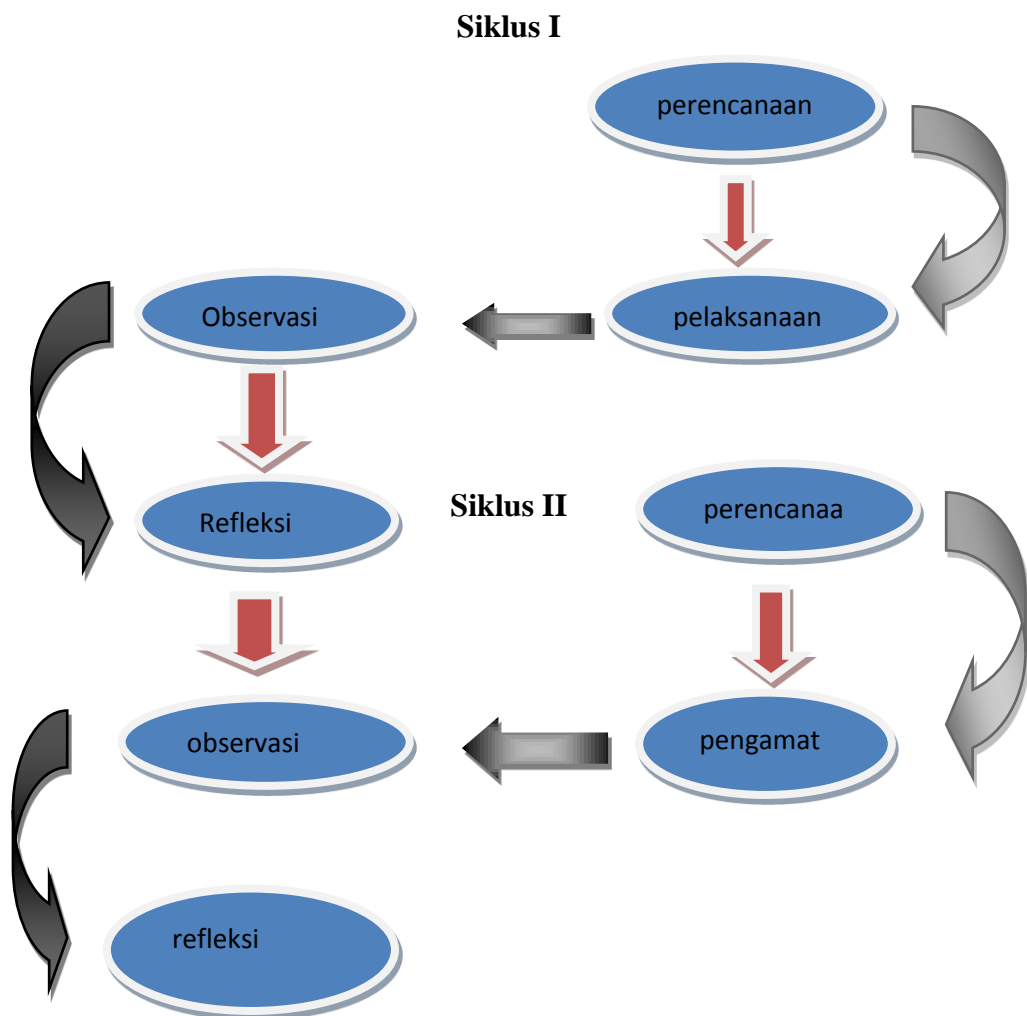 Siklus I
perencanaan
Observasi
pelaksanaan
Refleksi
Siklus II
perencanaa
observasi
pengamat
refleksi